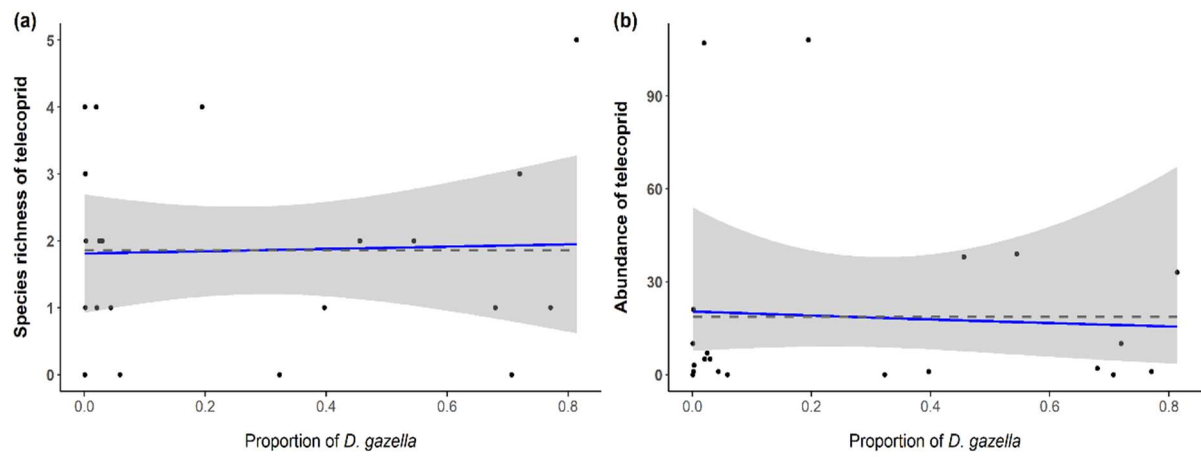 (a)
Species richness of telecoprid
5
4
3
2
1
0
0.0 0.2 0.4 0.6 0.8
Proportion of D. gazella
(b)
Abundance of telecoprid
90
60
30
0
0.0 0.2 0.4 0.6 0.8
Proportion of D. gazella